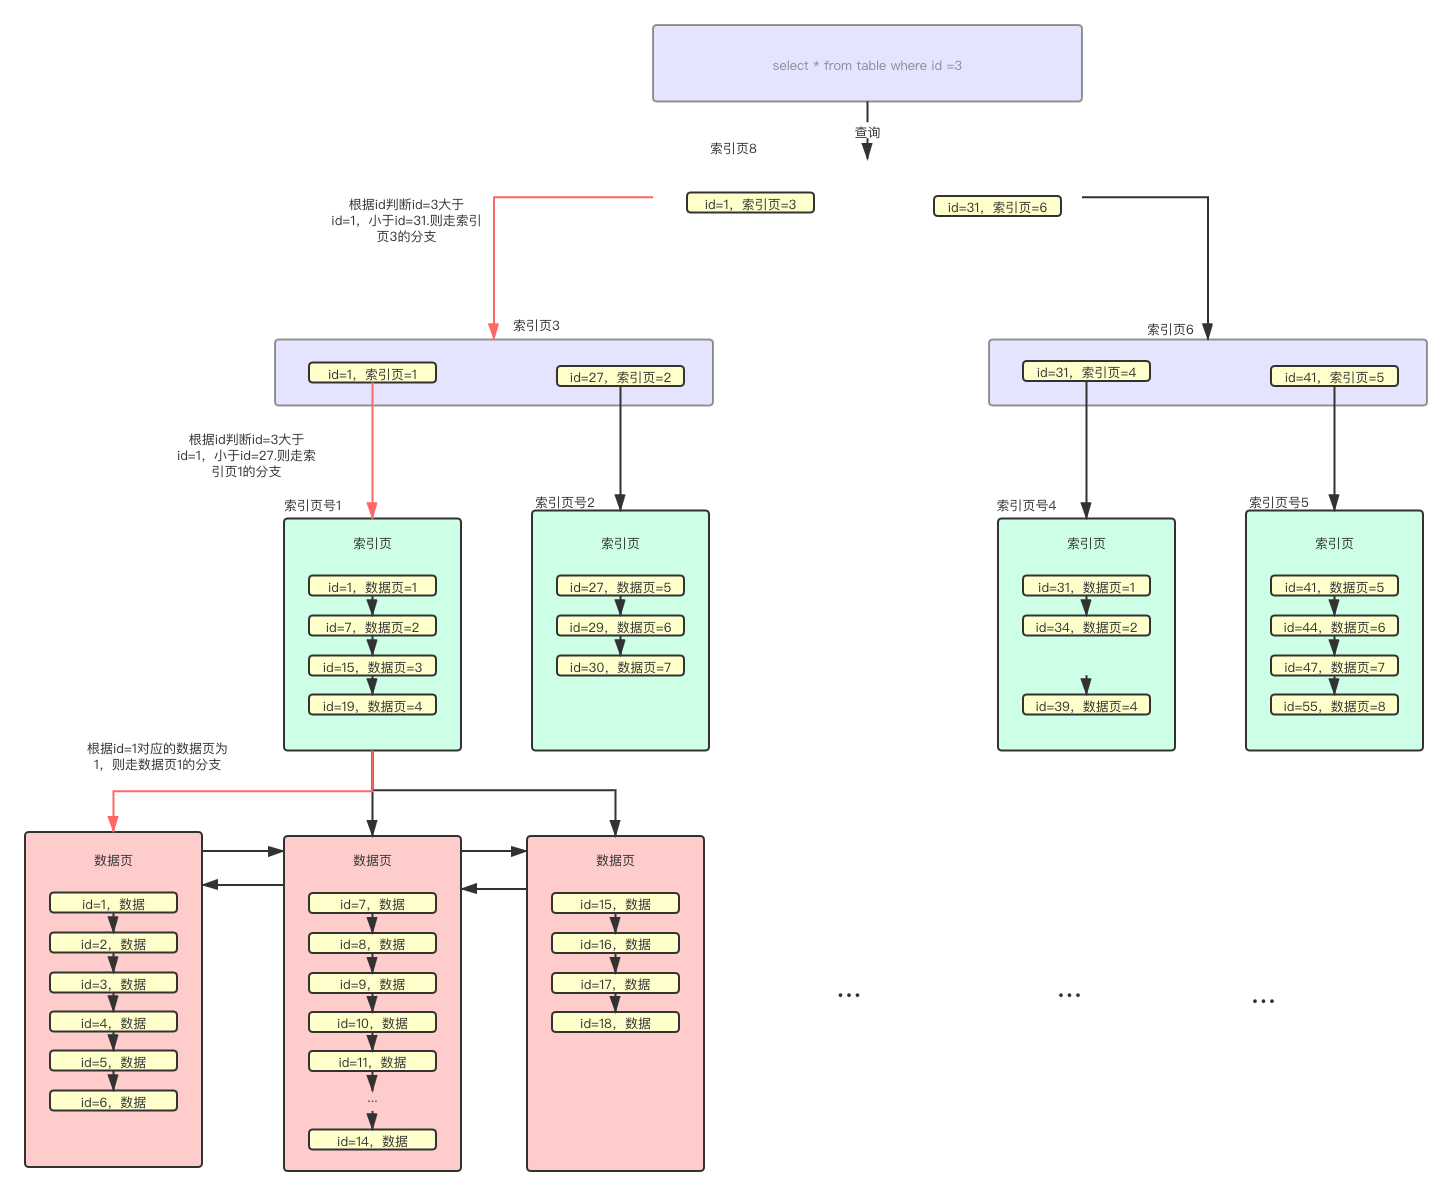 select * from table where id =3
查询
索引页8
根据id判断id=3大于
id=1，小于id=31.则走索引
页3的分支
id=1，索引页=3
id=31，索引页=6
索引页3
索引页6
id=1，索引页=1
id=27，索引页=2
id=31，索引页=4
id=41，索引页=5
根据id判断id=3大于
id=1，小于id=27.则走索
引页1的分支
索引页号1
索引页号2
索引页号4
索引页号5
索引页
id=1，数据页=1
id=7，数据页=2
id=15，数据页=3
id=19，数据页=4
索引页
id=27，数据页=5
id=29，数据页=6
id=30，数据页=7
索引页
id=31，数据页=1
id=34，数据页=2
id=39，数据页=4
索引页
id=41，数据页=5
id=44，数据页=6
id=47，数据页=7
id=55，数据页=8
根据id=1对应的数据页为
1，则走数据页1的分支
数据页
id=1，数据
id=2，数据
id=3，数据
id=4，数据
id=5，数据
id=6，数据
数据页
id=7，数据
id=8，数据
id=9，数据
id=10，数据
id=11，数据
...
id=14，数据
数据页
id=15，数据
id=16，数据
id=17，数据
id=18，数据
...
...
...